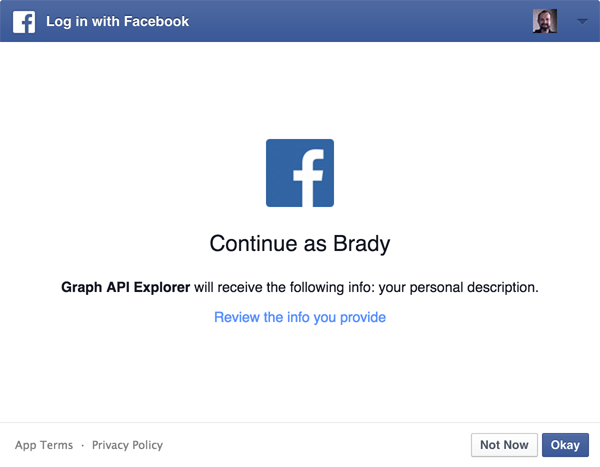 Log in with Facebook
Continue as Brady
Graph API Explorer will receive the following info: your personal description.
Review the info you provide
App Terms · Privacy Policy
Not Now
Okay